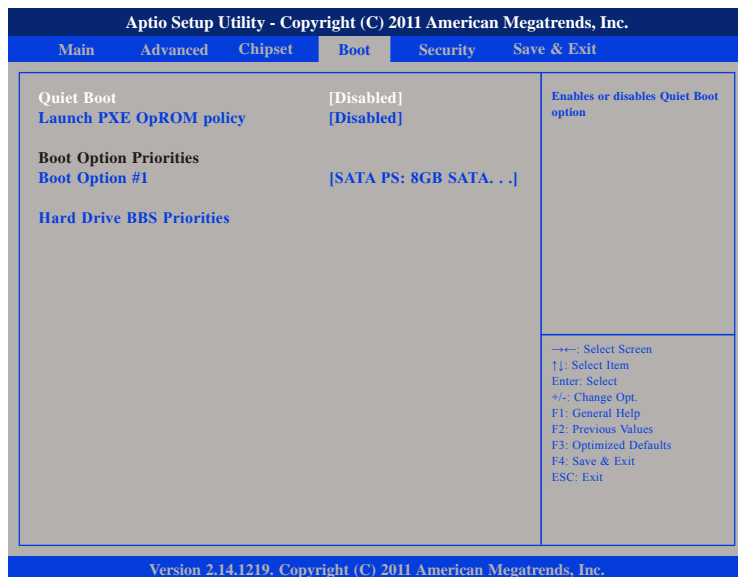 Aptio Setup Utility - Copyright (C) 2011 American Megatrends, Inc.
Main Advanced Chipset Boot Security Save & Exit
Quiet Boot [Disabled]
Launch PXE OpROM policy [Disabled]
Boot Option Priorities
Boot Option #1 [SATA PS: 8GB SATA. . .]
Hard Drive BBS Priorities
Enables or disables Quiet Boot
option
→←: Select Screen
↑↓: Select Item
Enter: Select
+/-: Change Opt.
F1: General Help
F2: Previous Values
F3: Optimized Defaults
F4: Save & Exit
ESC: Exit
Version 2.14.1219. Copyright (C) 2011 American Megatrends, Inc.